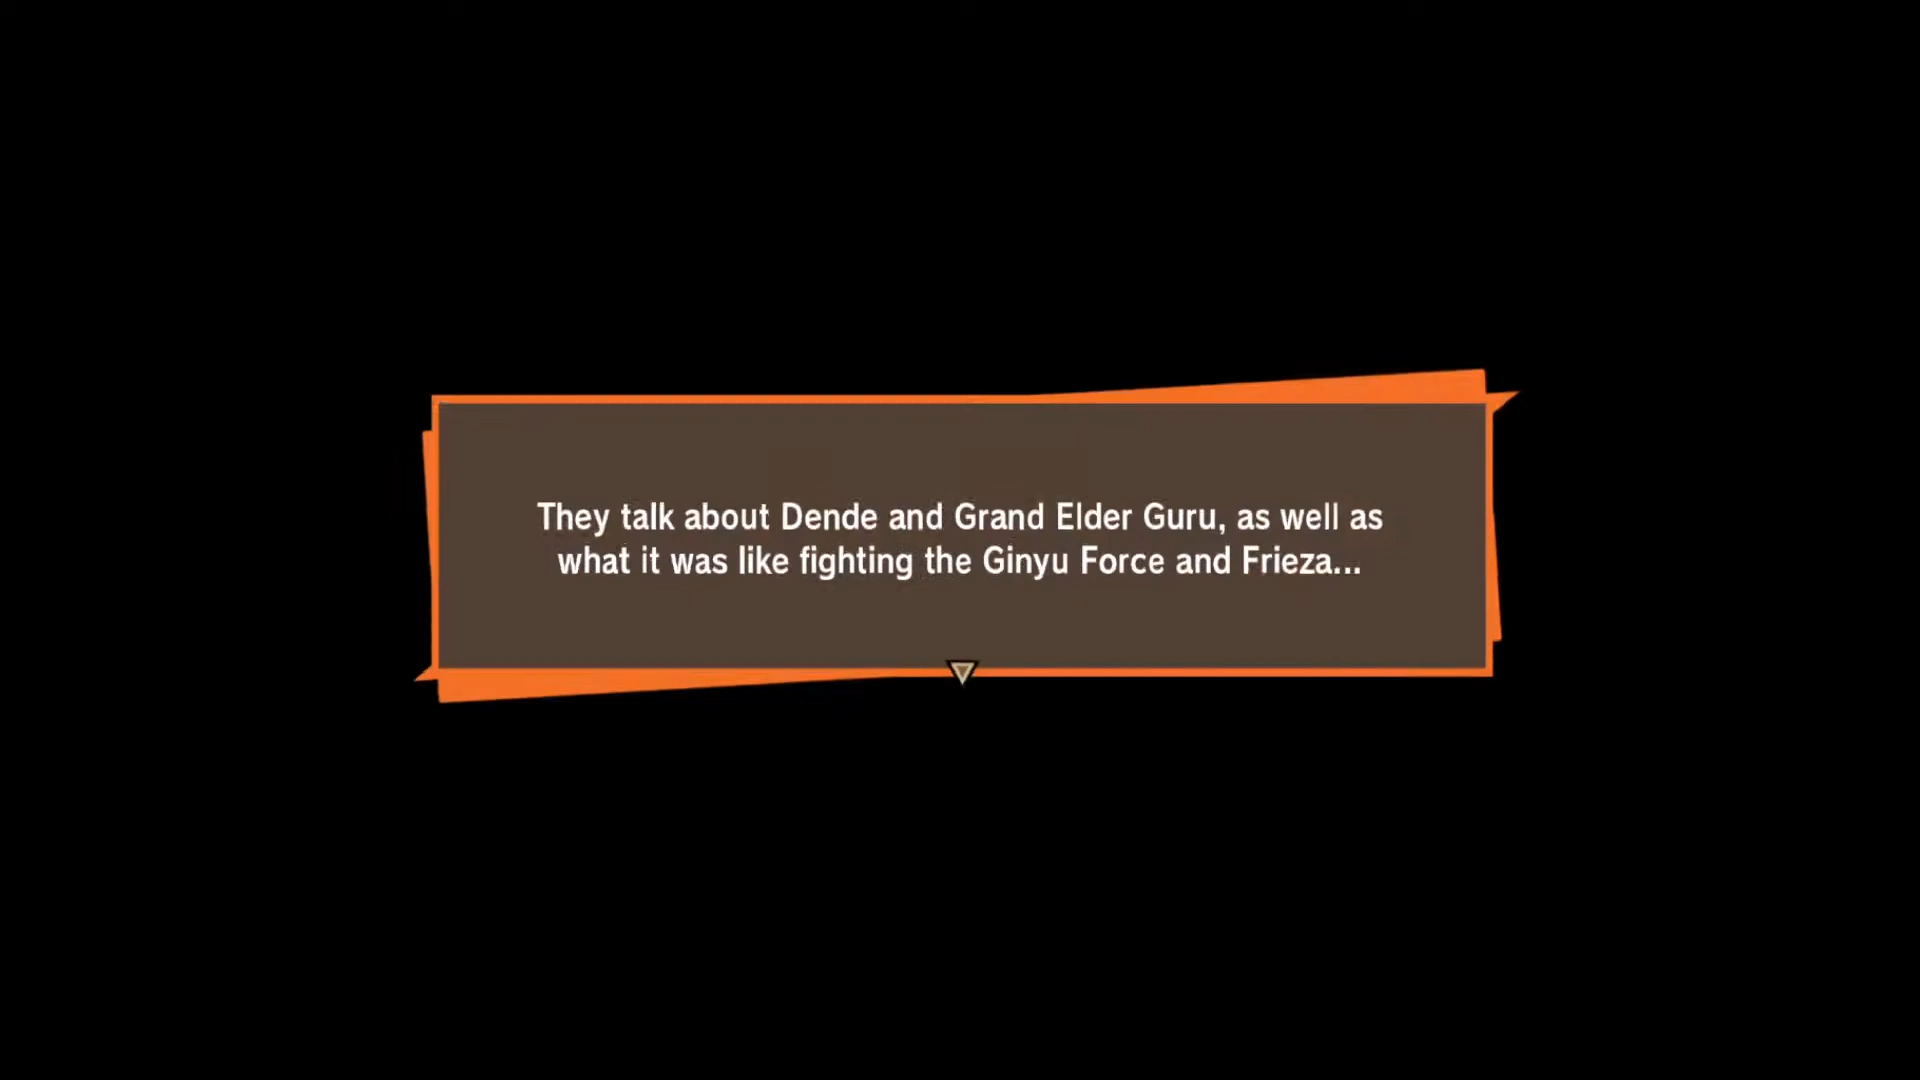 They talk about Dende and Grand Elder Guru, as well as
what it was like fighting the Ginyu Force and Frieza...